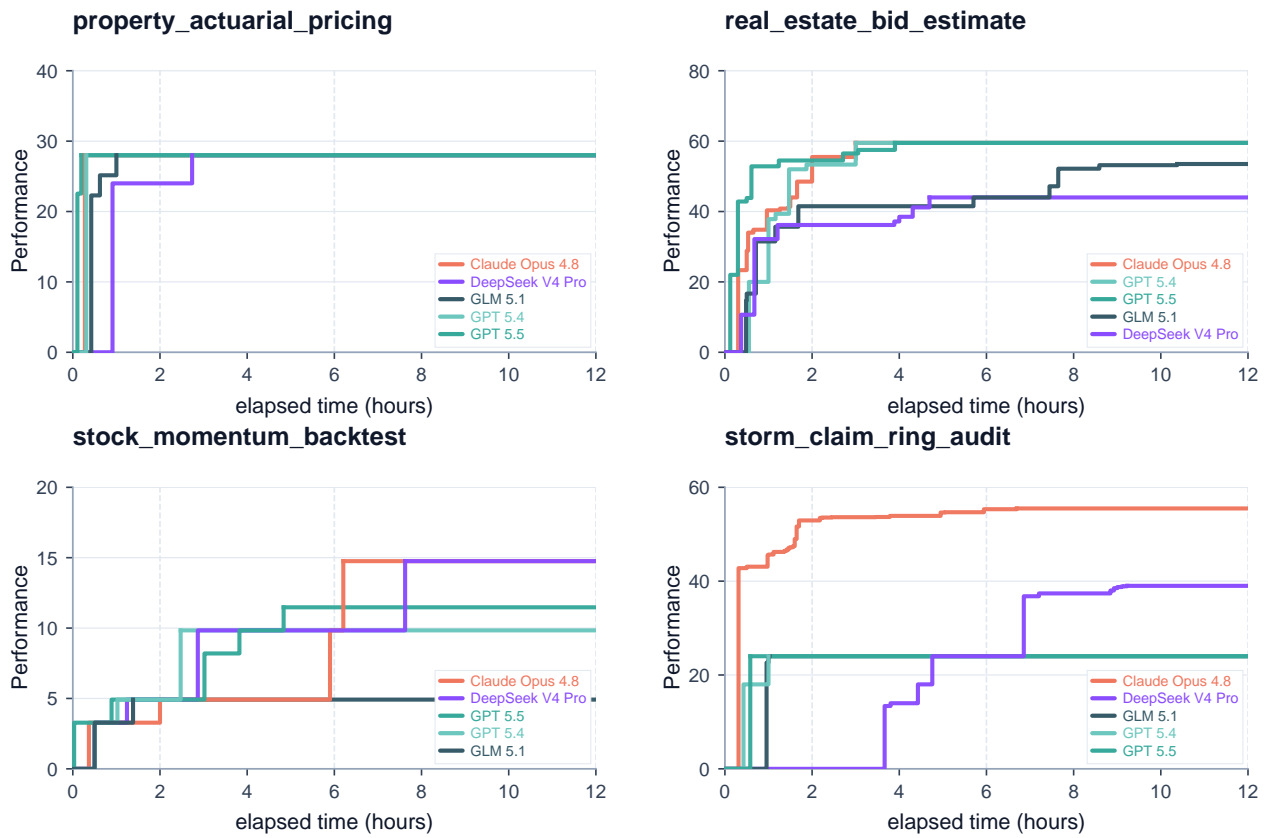 property_actuarial_pricing
40
30
20
10
0
Performance
0 2 4 6 8 10 12
elapsed time (hours)
Claude Opus 4.8
DeepSeek V4 Pro
GLM 5.1
GPT 5.4
GPT 5.5
real_estate_bid_estimate
80
60
40
20
0
Performance
0 2 4 6 8 10 12
elapsed time (hours)
Claude Opus 4.8
GPT 5.4
GPT 5.5
GLM 5.1
DeepSeek V4 Pro
stock_momentum_backtest
20
15
10
5
0
Performance
0 2 4 6 8 10 12
elapsed time (hours)
Claude Opus 4.8
DeepSeek V4 Pro
GPT 5.5
GPT 5.4
GLM 5.1
storm_claim_ring_audit
60
40
20
0
Performance
0 2 4 6 8 10 12
elapsed time (hours)
Claude Opus 4.8
DeepSeek V4 Pro
GLM 5.1
GPT 5.4
GPT 5.5